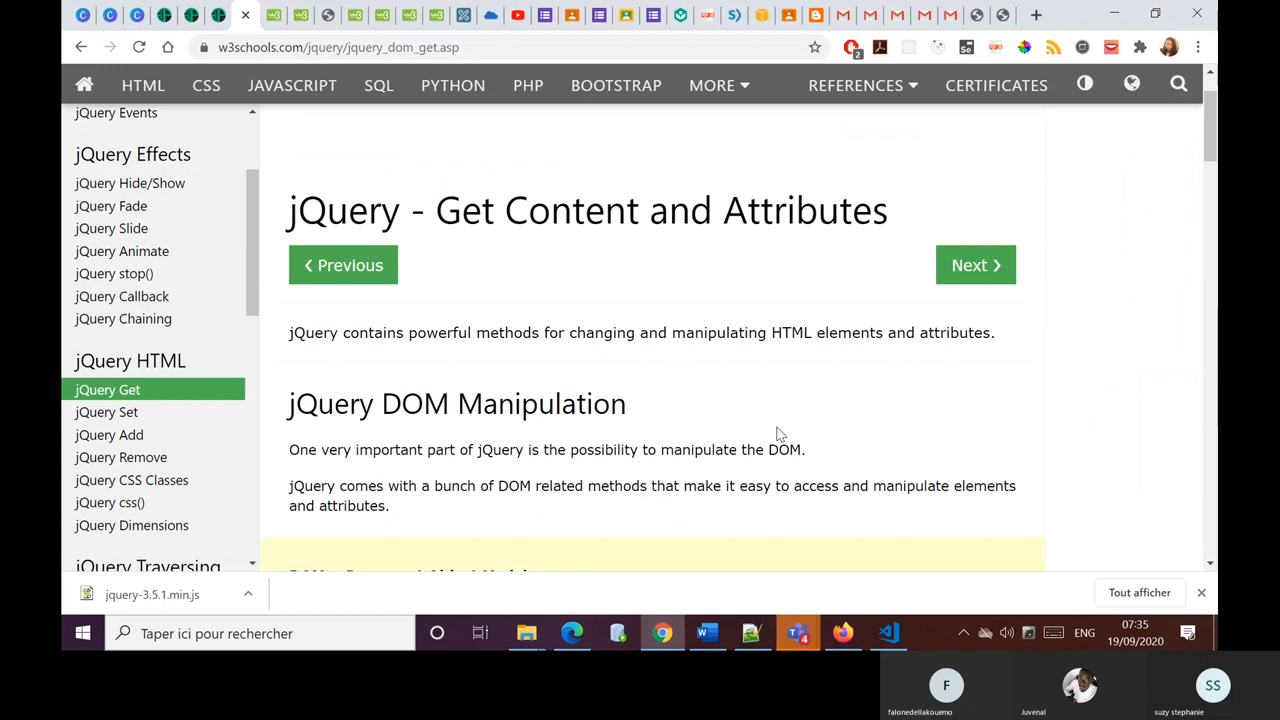 w3schools.com/jquery/jquery_dom_get.asp
2
HTML CSS JAVASCRIPT SQL PYTHON PHP BOOTSTRAP MORE REFERENCES CERTIFICATES
jQuery Events
jQuery Effects
jQuery Hide/Show
jQuery Fade
jQuery Slide
jQuery Animate
jQuery stop()
jQuery Callback
jQuery Chaining
jQuery HTML
jQuery Get
jQuery Set
jQuery Add
jQuery Remove
jQuery CSS Classes
jQuery css()
jQuery Dimensions
jQuery Traversing
jQuery - Get Content and Attributes
❮ Previous
Next ❯
jQuery contains powerful methods for changing and manipulating HTML elements and attributes.
jQuery DOM Manipulation
One very important part of jQuery is the possibility to manipulate the DOM.
jQuery comes with a bunch of DOM related methods that make it easy to access and manipulate elements
and attributes.
jquery-3.5.1.min.js
Tout afficher
Taper ici pour rechercher
4
ENG
07:35
19/09/2020
F
falonedellakouemo
Juvenal
SS
suzy stephanie